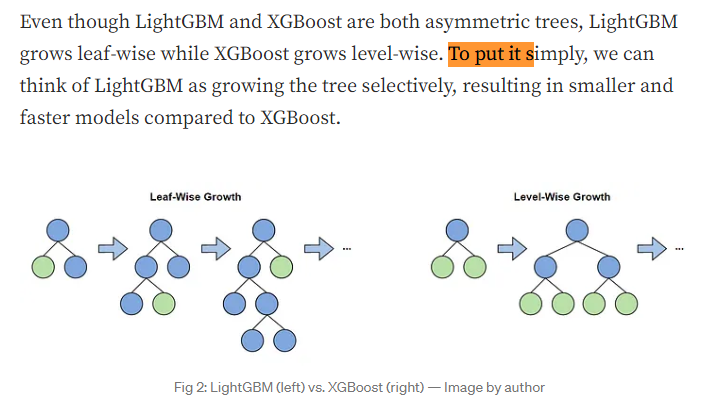 Even though LightGBM and XGBoost are both asymmetric trees, LightGBM
grows leaf-wise while XGBoost grows level-wise. To put it simply, we can
think of LightGBM as growing the tree selectively, resulting in smaller and
faster models compared to XGBoost.
Leaf-Wise Growth
Level-Wise Growth
...
...
Fig 2: LightGBM (left) vs. XGBoost (right) — Image by author